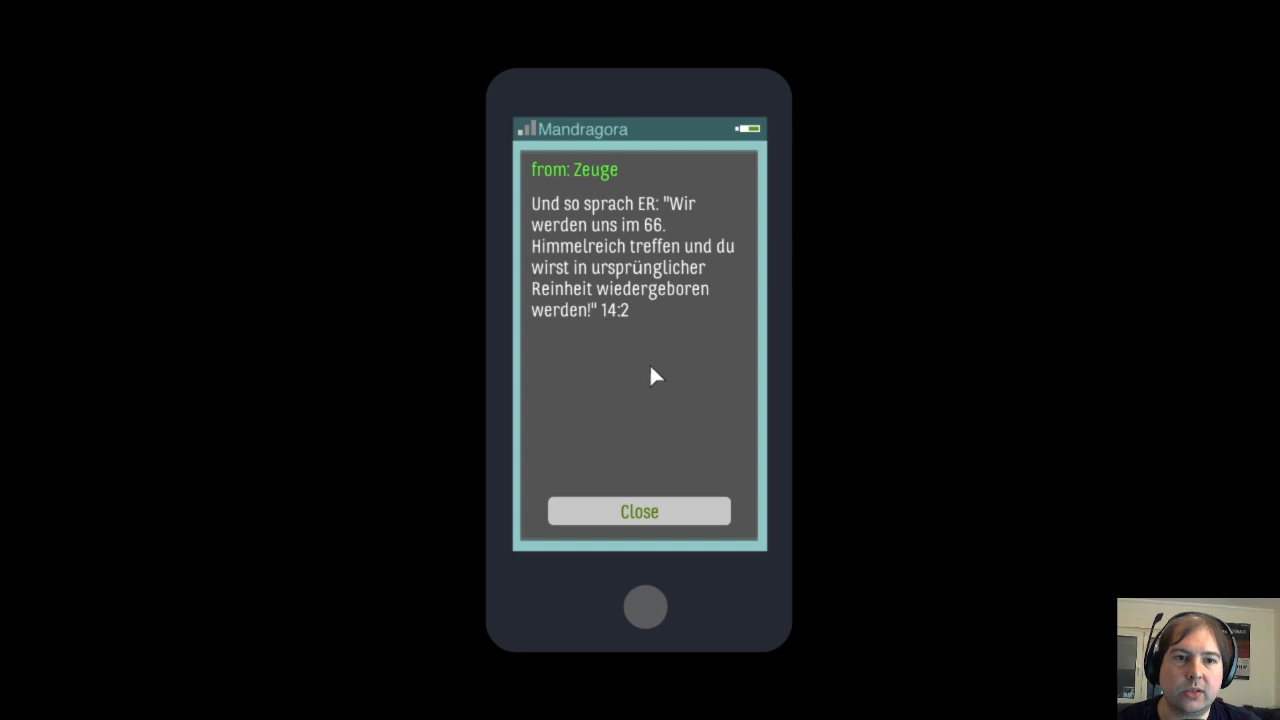 Mandragora
from: Zeuge
Und so sprach ER: "Wir
werden uns im 66.
Himmelreich treffen und du
wirst in ursprünglicher
Reinheit wiedergeboren
werden!" 14:2
Close